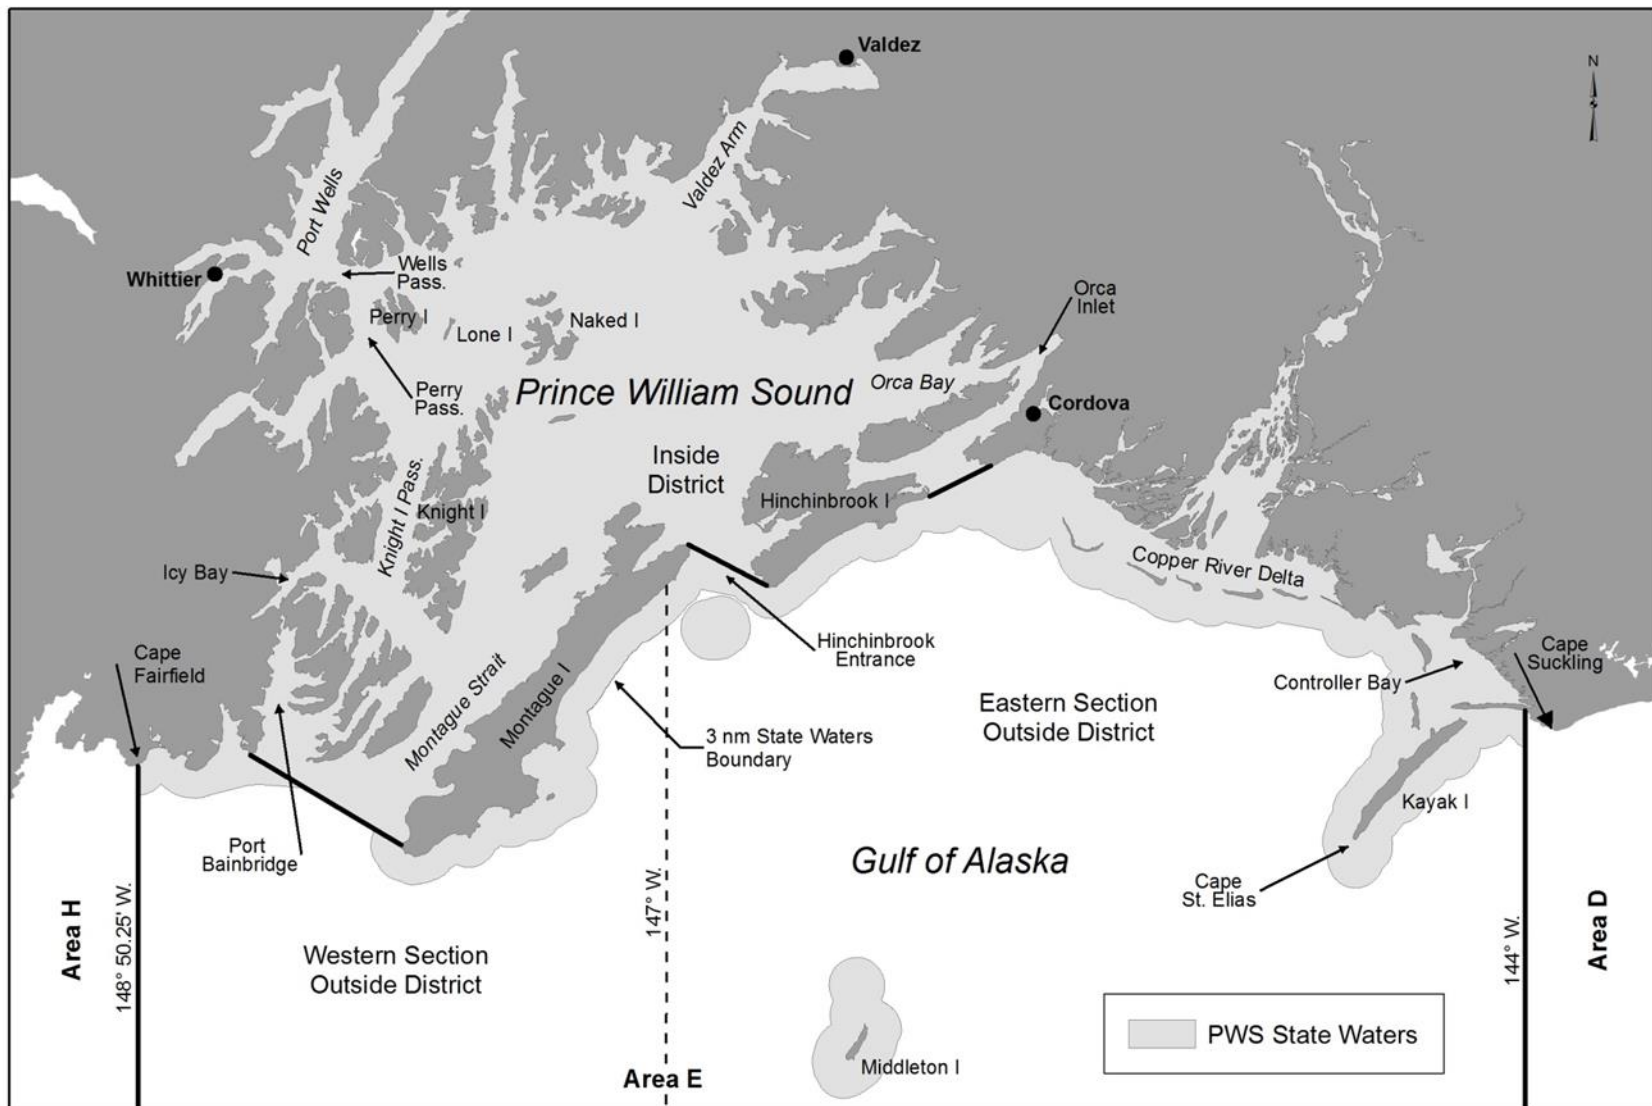 Valdez
N
Valdez Arm
Port Wells
Whittier
Wells
Pass.
Perry I
Lone I
Naked I
Orca
Inlet
Perry
Pass.
Prince William Sound
Orca Bay
Cordova
Inside
District
Knight I Pass.
Knight I
Hinchinbrook I
Icy Bay
Copper River Delta
Cape
Fairfield
Hinchinbrook
Entrance
Cape
Suckling
Controller Bay
Montague Strait
Montague I
Eastern Section
Outside District
3 nm State Waters
Boundary
Kayak I
Port
Bainbridge
Gulf of Alaska
Cape
St. Elias
Area H
148° 50.25' W.
147° W.
144° W.
Area D
Western Section
Outside District
PWS State Waters
Middleton I
Area E